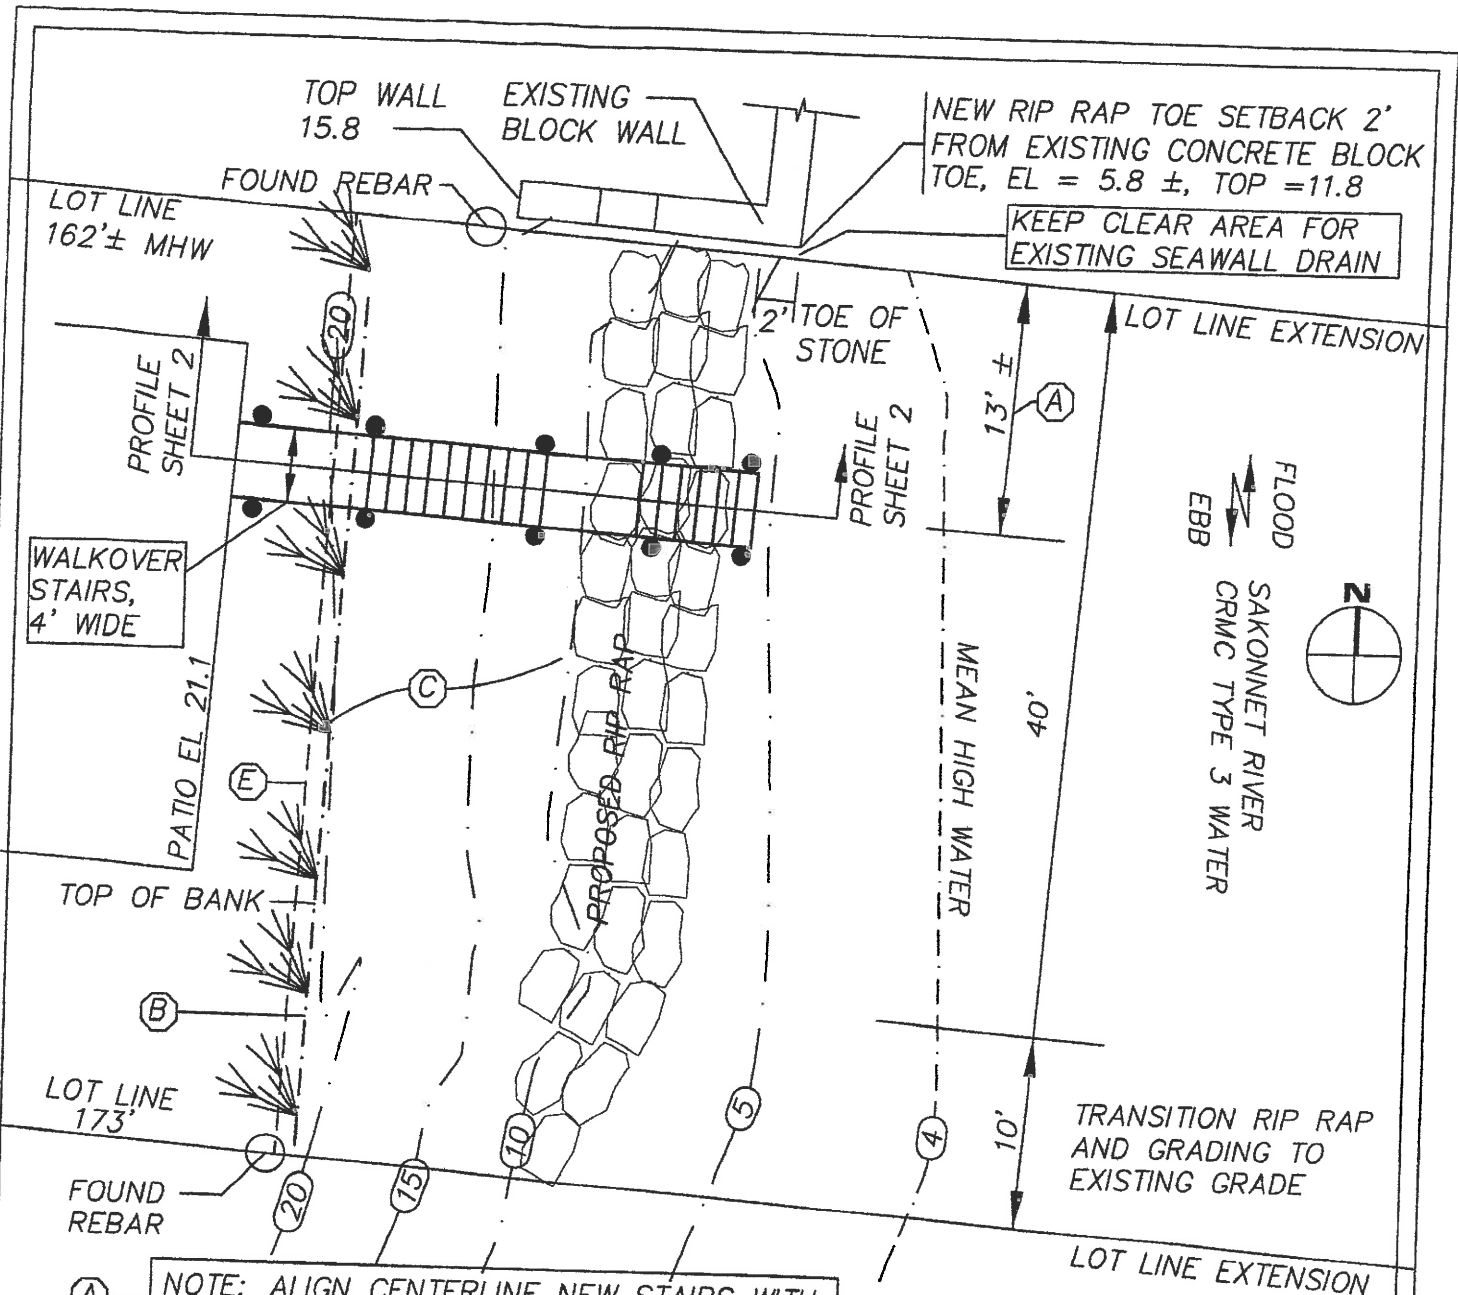 TOP WALL
15.8
EXISTING
BLOCK WALL
NEW RIP RAP TOE SETBACK 2'
FROM EXISTING CONCRETE BLOCK
TOE, EL = 5.8 ±, TOP =11.8
FOUND REBAR
KEEP CLEAR AREA FOR
EXISTING SEAWALL DRAIN
LOT LINE
162'± MHW
20
2'
TOE OF
STONE
LOT LINE EXTENSION
13' ±
A
PROFILE
SHEET 2
PROFILE
SHEET 2
FLOOD
EBB
WALKOVER
STAIRS,
4' WIDE
N
SAKONNET RIVER
CRMC TYPE 3 WATER
MEAN HIGH WATER
40'
C
PATIO EL 21.1
E
PROPOSED RIP RAP
TOP OF BANK
B
LOT LINE
173'
5
4
10
15
20
10'
TRANSITION RIP RAP
AND GRADING TO
EXISTING GRADE
FOUND
REBAR
LOT LINE EXTENSION
A
NOTE: ALIGN CENTERLINE NEW STAIRS WITH